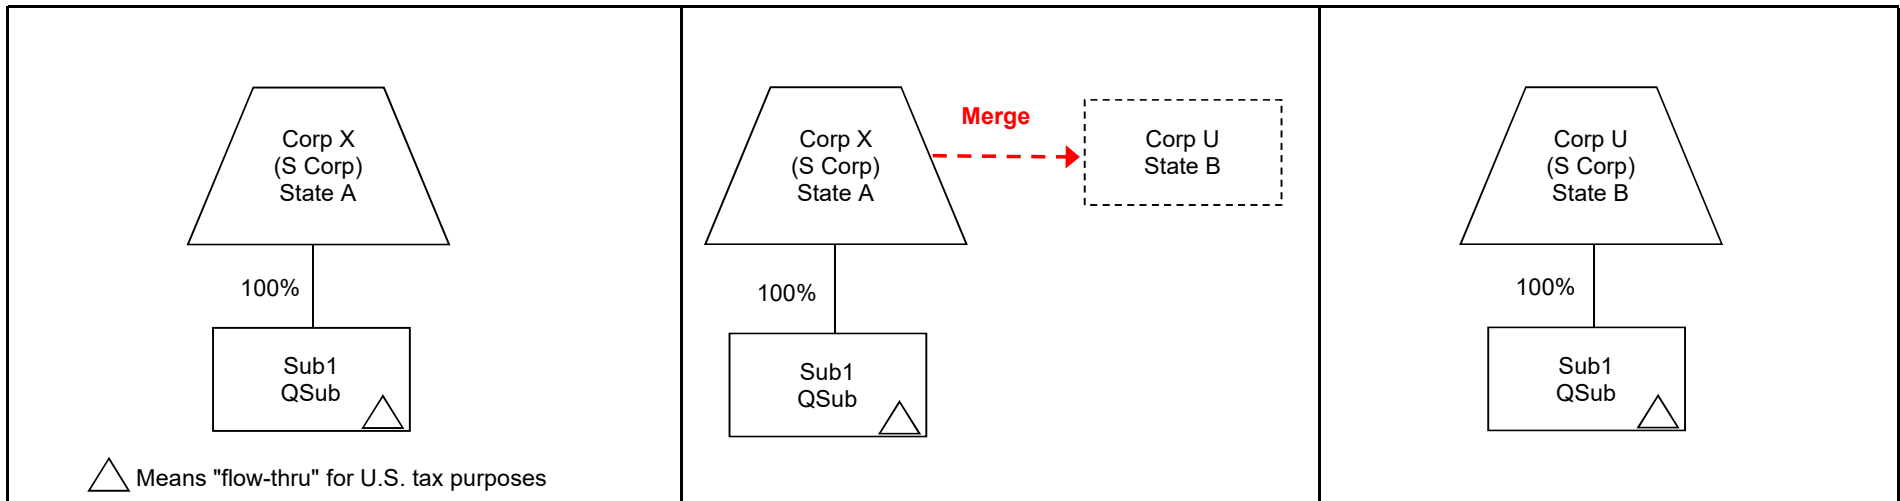 Corp X
(S Corp)
State A
100%
Sub1
QSub
Means "flow-thru" for U.S. tax purposes
Corp X
(S Corp)
State A
Merge
Corp U
State B
100%
Sub1
QSub
Corp U
(S Corp)
State B
100%
Sub1
QSub